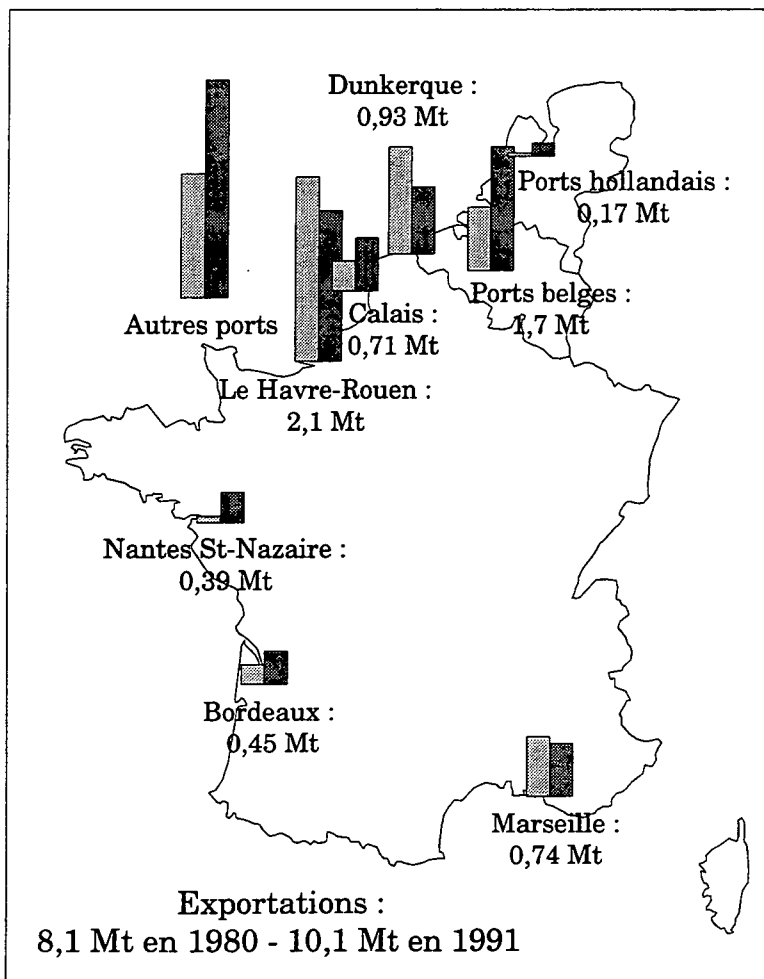 Dunkerque :
0,93 Mt
Ports hollandais :
0,17 Mt
Ports belges :
1,7 Mt
Autres ports
Calais :
0,71 Mt
Le Havre-Rouen :
2,1 Mt
Nantes St-Nazaire :
0,39 Mt
Bordeaux :
0,45 Mt
Marseille :
0,74 Mt
Exportations :
8,1 Mt en 1980 - 10,1 Mt en 1991